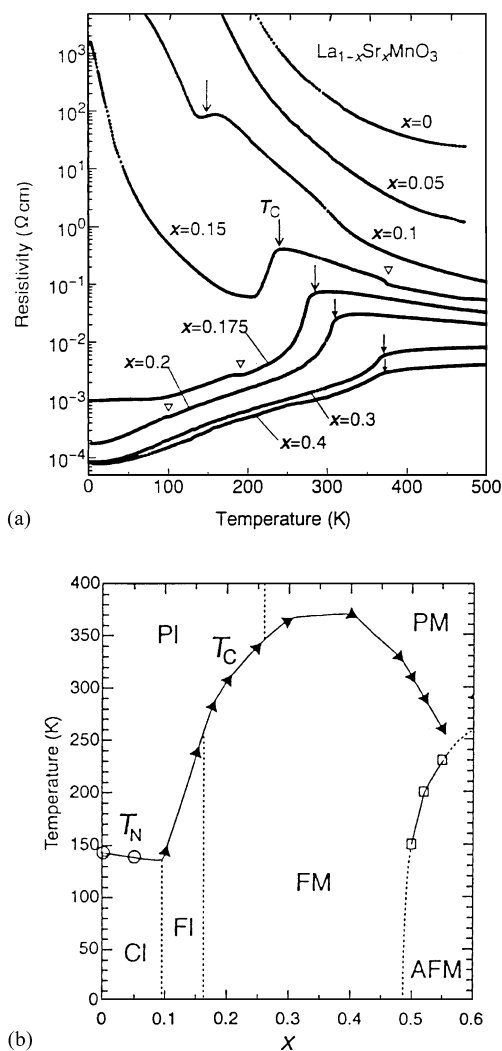 10³
La₁₋ₓSrₓMnO₃
10²
x=0
x=0.05
10¹
T_C
x=0.15
x=0.1
10⁰
Resistivity (Ω cm)
10⁻¹
x=0.175
10⁻²
x=0.2
10⁻³
x=0.3
x=0.4
10⁻⁴
0 100 200 300 400 500
(a) Temperature (K)
400
PI PM
350
T_C
300
250
Temperature (K)
200
T_N
150
FM
100
FI
50
CI AFM
0
0 0.1 0.2 0.3 0.4 0.5 0.6
(b) x